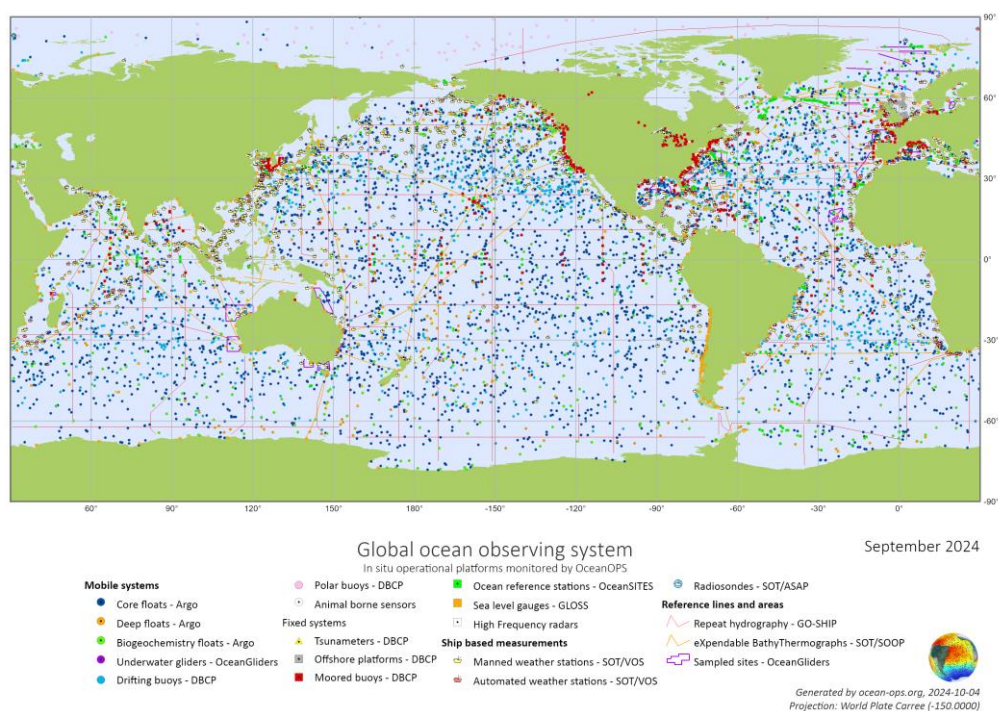 90°
60°
30°
0°
-30°
-60°
-90°
60°
90°
120°
150°
180°
-150°
-120°
-90°
-60°
-30°
0°
Global ocean observing system
September 2024
In situ operational platforms monitored by OceanOPS
Mobile systems
Core floats - Argo
Deep floats - Argo
Biogeochemistry floats - Argo
Underwater gliders - OceanGliders
Drifting buoys - DBCP
Polar buoys - DBCP
Animal borne sensors
Fixed systems
Tsunameters - DBCP
Offshore platforms - DBCP
Moored buoys - DBCP
Ocean reference stations - OceanSITES
Sea level gauges - GLOSS
High Frequency radars
Ship based measurements
Manned weather stations - SOT/VOS
Automated weather stations - SOT/VOS
Radiosondes - SOT/ASAP
Reference lines and areas
Repeat hydrography - GO-SHIP
eXpendable BathyThermographs - SOT/SOOP
Sampled sites - OceanGliders
Generated by ocean-ops.org, 2024-10-04
Projection: World Plate Carree (-150.0000)